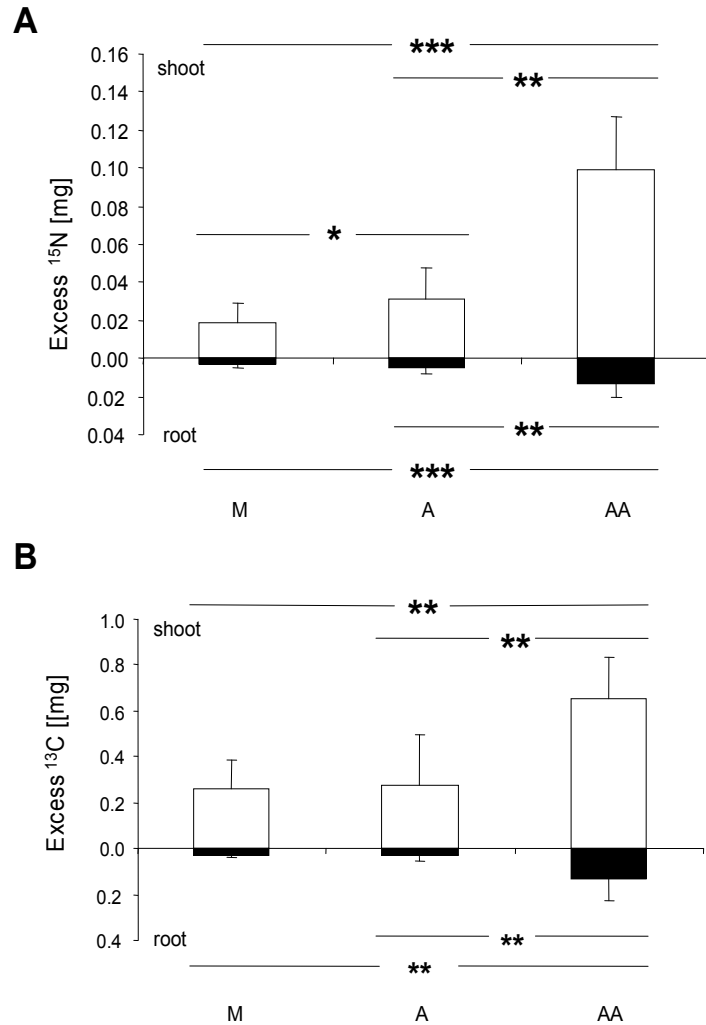 A
0.16
***
shoot
0.14
**
0.12
0.10
0.08
0.06
*
0.04
0.02
0.00
0.02
**
0.04
root
***
M A AA
Excess ¹⁵N [mg]
B
1.0
**
shoot
**
0.8
0.6
0.4
0.2
0.0
0.2
0.4
root
**
**
M A AA
Excess ¹³C [[mg]